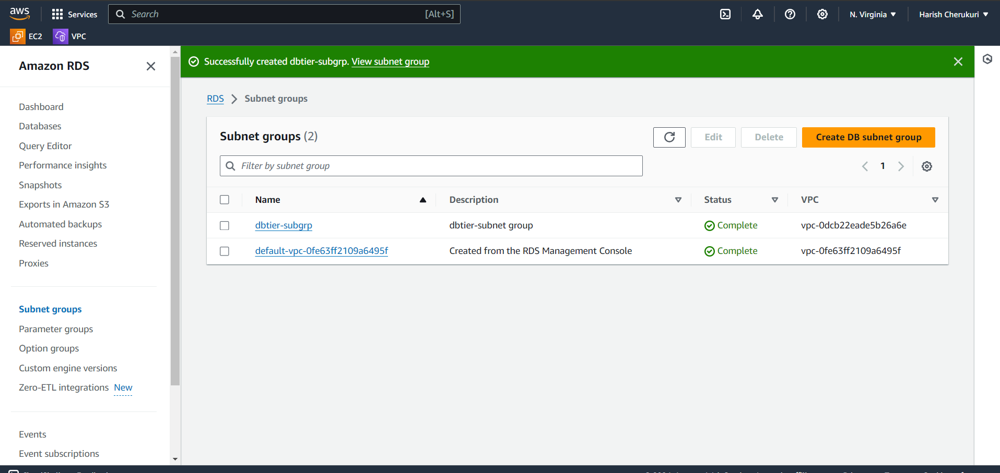 aws
Services
Search
[Alt+S]
N. Virginia
Harish Cherukuri
EC2
VPC
Amazon RDS
Dashboard
Databases
Query Editor
Performance insights
Snapshots
Exports in Amazon S3
Automated backups
Reserved instances
Proxies
Subnet groups
Parameter groups
Option groups
Custom engine versions
Zero-ETL integrations New
Events
Event subscriptions
Successfully created dbtier-subgrp. View subnet group
RDS > Subnet groups
Subnet groups (2)
Edit
Delete
Create DB subnet group
Filter by subnet group
1
Name Description Status VPC
dbtier-subgrp dbtier-subnet group Complete vpc-0dcb22eade5b26a6e
default-vpc-0fe63ff2109a6495f Created from the RDS Management Console Complete vpc-0fe63ff2109a6495f